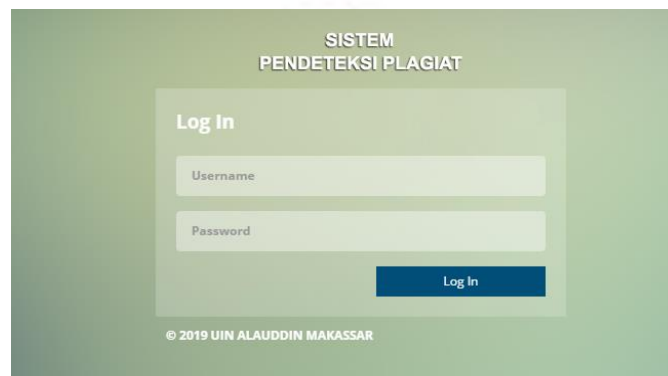 SISTEM
PENDETEKSI PLAGIAT
Log In
Username
Password
Log In
© 2019 UIN ALAUDDIN MAKASSAR